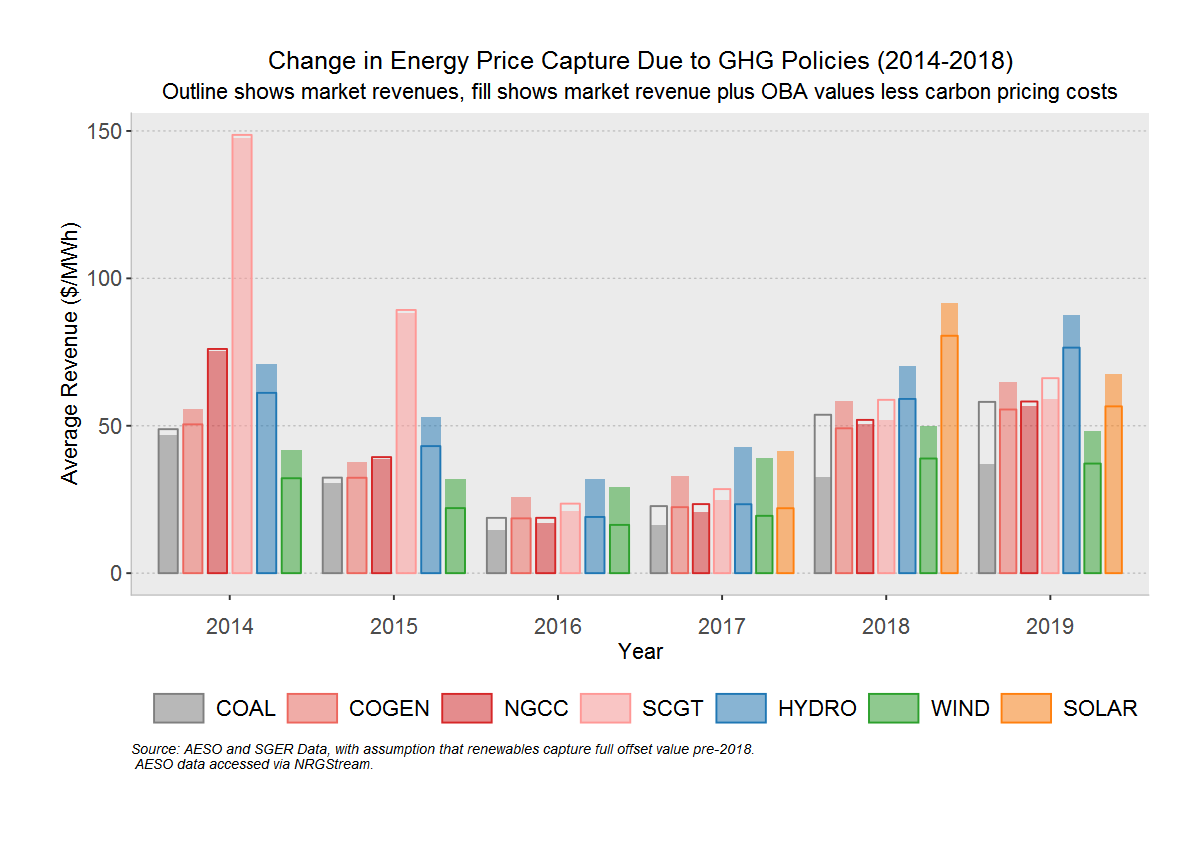 Change in Energy Price Capture Due to GHG Policies (2014-2018)
Outline shows market revenues, fill shows market revenue plus OBA values less carbon pricing costs
Average Revenue ($/MWh)
150
100
50
0
2014 2015 2016 2017 2018 2019
Year
COAL COGEN NGCC SCGT HYDRO WIND SOLAR
Source: AESO and SGER Data, with assumption that renewables capture full offset value pre-2018.
AESO data accessed via NRGStream.